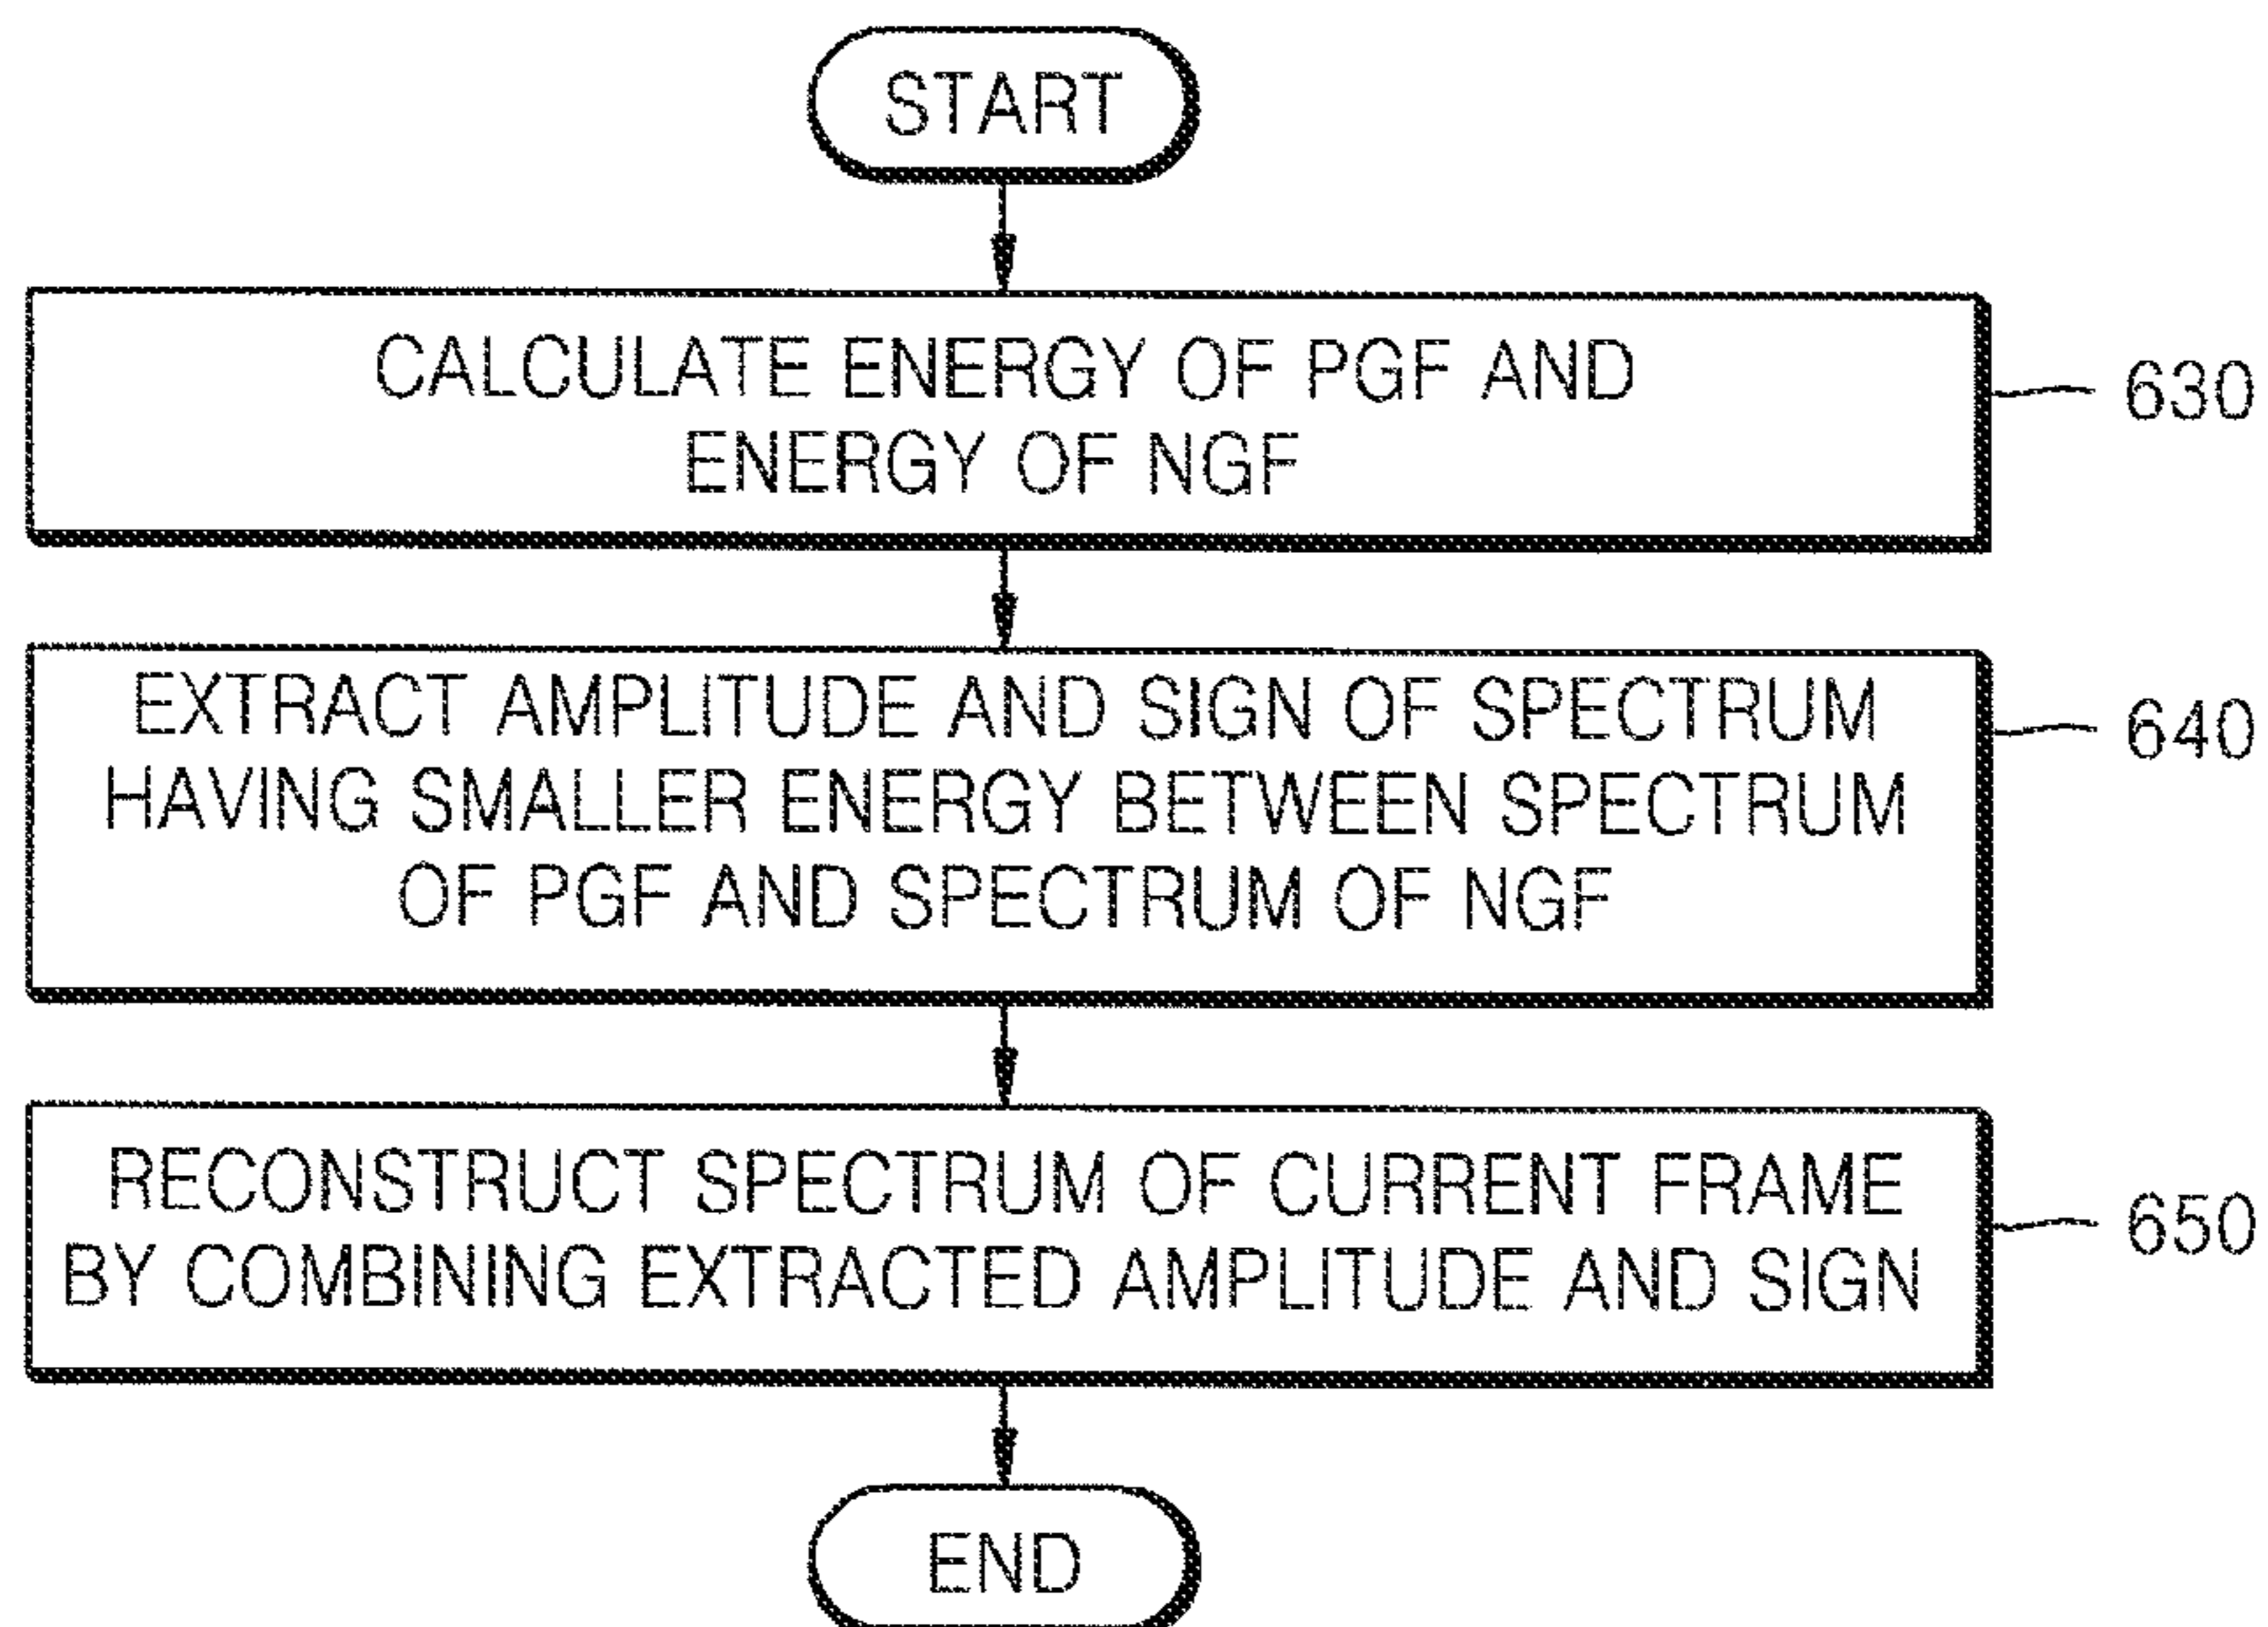 START
CALCULATE ENERGY OF PGF AND
ENERGY OF NGF
630
EXTRACT AMPLITUDE AND SIGN OF SPECTRUM
HAVING SMALLER ENERGY BETWEEN SPECTRUM
OF PGF AND SPECTRUM OF NGF
640
RECONSTRUCT SPECTRUM OF CURRENT FRAME
BY COMBINING EXTRACTED AMPLITUDE AND SIGN
650
END